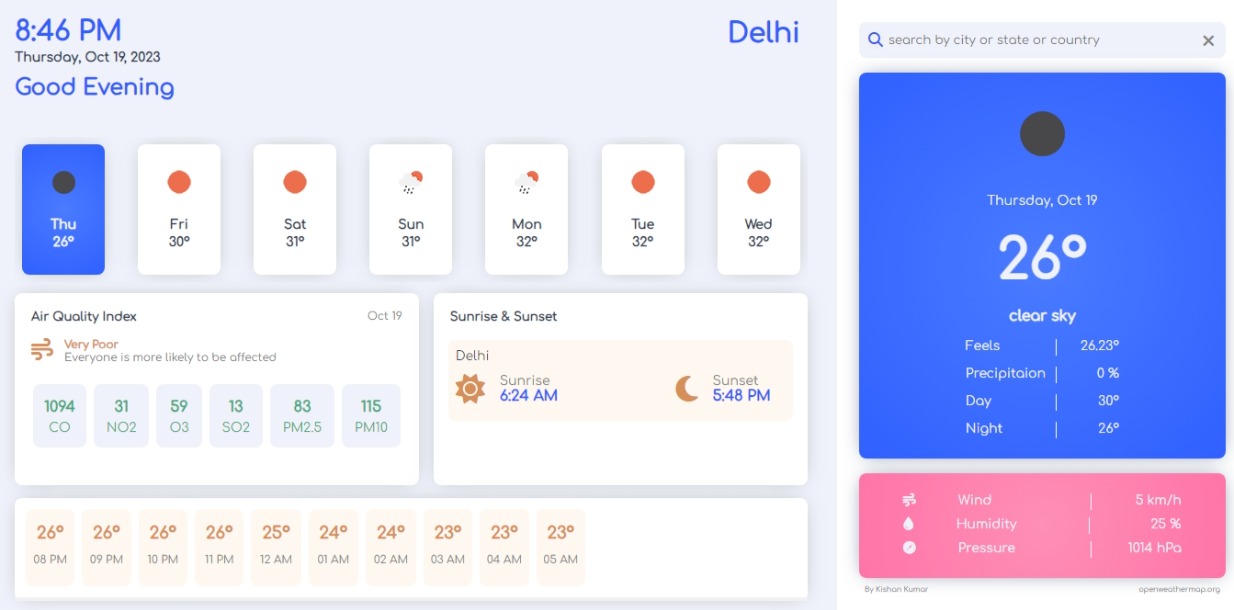 8:46 PM
Thursday, Oct 19, 2023
Good Evening
Delhi
Thu
26°
Fri
30°
Sat
31°
Sun
31°
Mon
32°
Tue
32°
Wed
32°
Air Quality Index
Oct 19
Very Poor
Everyone is more likely to be affected
1094
CO
31
NO2
59
O3
13
SO2
83
PM2.5
115
PM10
Sunrise & Sunset
Delhi
Sunrise
6:24 AM
Sunset
5:48 PM
26°
08 PM
26°
09 PM
26°
10 PM
26°
11 PM
25°
12 AM
24°
01 AM
24°
02 AM
23°
03 AM
23°
04 AM
23°
05 AM
search by city or state or country
Thursday, Oct 19
26°
clear sky
Feels | 26.23°
Precipitaion | 0 %
Day | 30°
Night | 26°
Wind | 5 km/h
Humidity | 25 %
Pressure | 1014 hPa
By Kishan Kumar
openweathermap.org